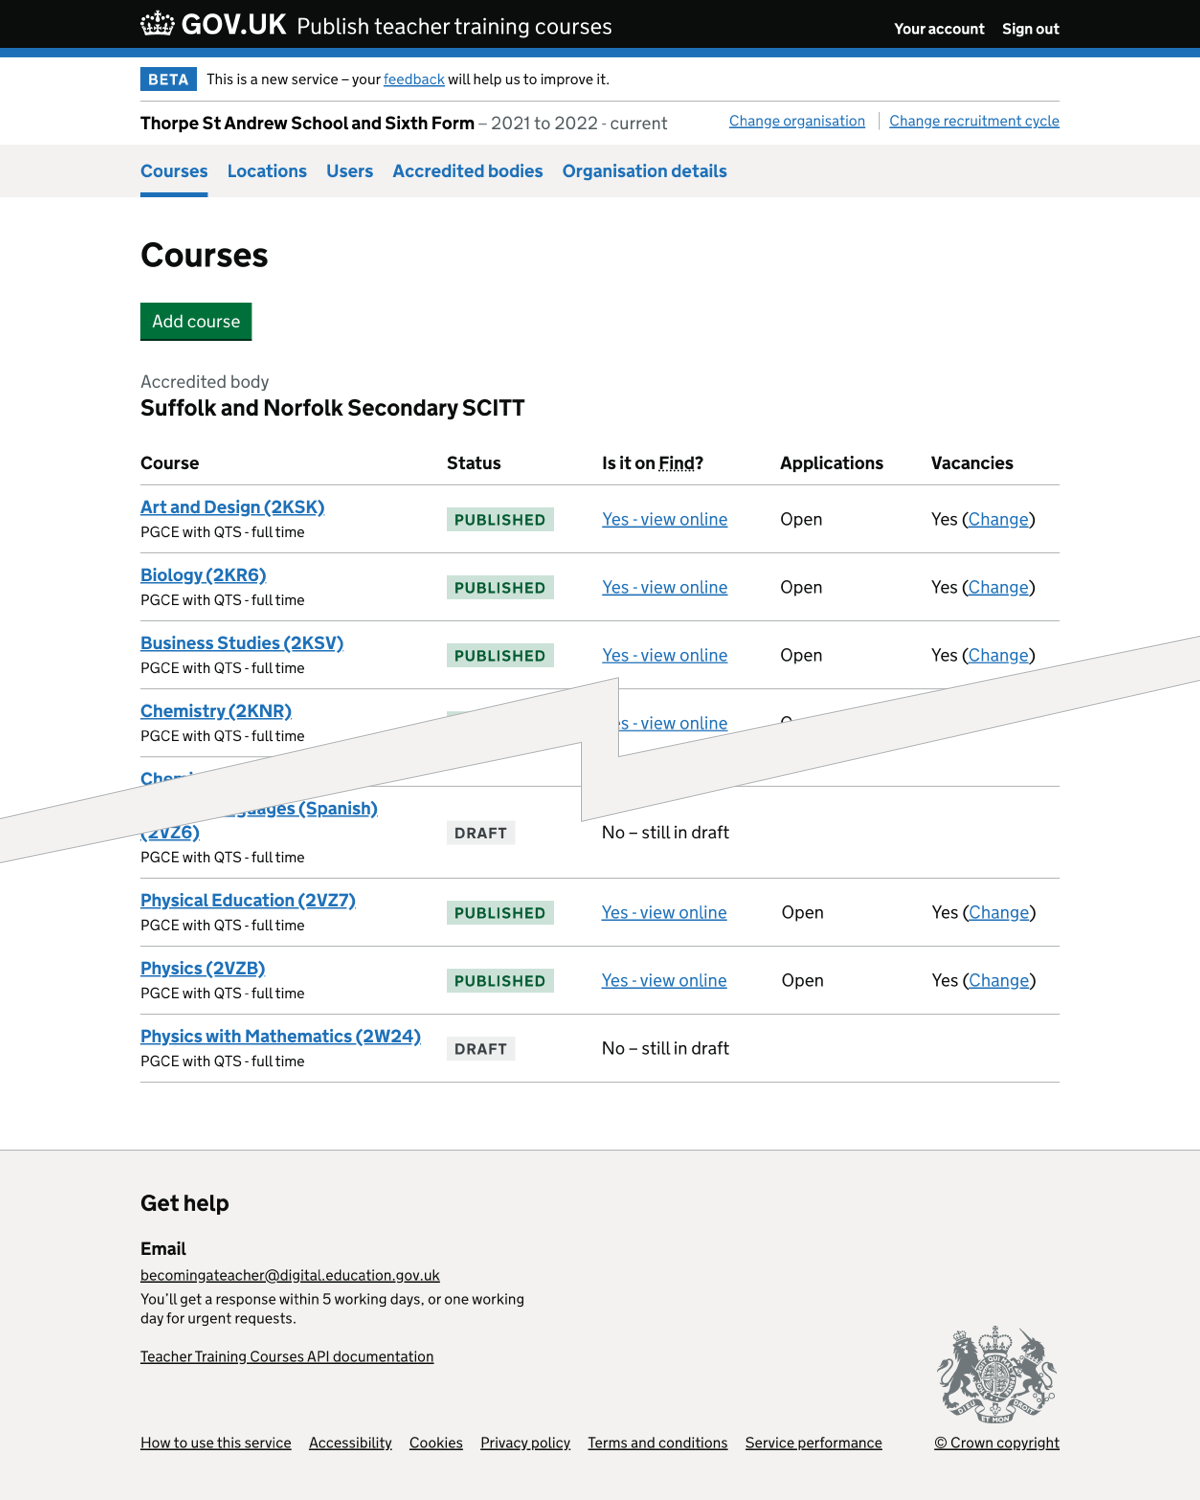 GOV.UK Publish teacher training courses Your account Sign out
BETA This is a new service – your feedback will help us to improve it.
Thorpe St Andrew School and Sixth Form – 2021 to 2022 - current Change organisation Change recruitment cycle
Courses Locations Users Accredited bodies Organisation details
Courses
Add course
Accredited body
Suffolk and Norfolk Secondary SCITT
Course Status Is it on Find? Applications Vacancies
Art and Design (2KSK)
PGCE with QTS - full time
PUBLISHED Yes - view online Open Yes (Change)
Biology (2KR6)
PGCE with QTS - full time
PUBLISHED Yes - view online Open Yes (Change)
Business Studies (2KSV)
PGCE with QTS - full time
PUBLISHED Yes - view online Open Yes (Change)
Chemistry (2KNR)
PGCE with QTS - full time
- view online
(Spanish)
(2VZ6)
PGCE with QTS - full time
DRAFT No – still in draft
Physical Education (2VZ7)
PGCE with QTS - full time
PUBLISHED Yes - view online Open Yes (Change)
Physics (2VZB)
PGCE with QTS - full time
PUBLISHED Yes - view online Open Yes (Change)
Physics with Mathematics (2W24)
PGCE with QTS - full time
DRAFT No – still in draft
Get help
Email
becomingateacher@digital.education.gov.uk
You’ll get a response within 5 working days, or one working
day for urgent requests.
Teacher Training Courses API documentation
DIEU ET MON DROIT
How to use this service Accessibility Cookies Privacy policy Terms and conditions Service performance © Crown copyright